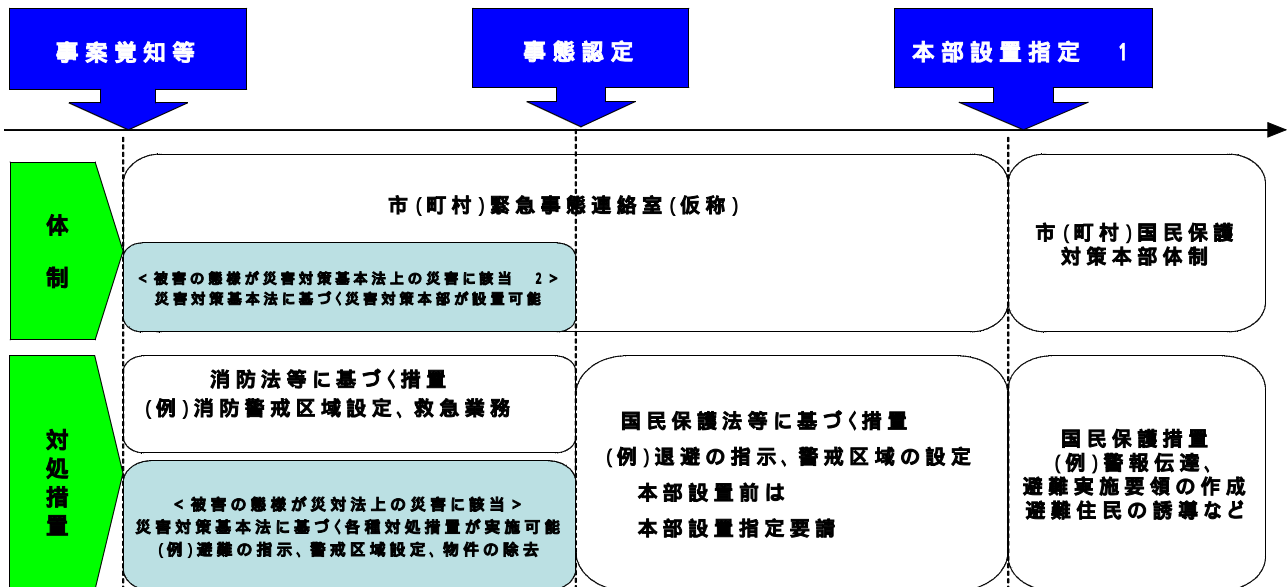 事案覚知等
事態認定
本部設置指定　1
体制
市(町村)緊急事態連絡室(仮称)
<被害の態様が災害対策基本法上の災害に該当　2>
災害対策基本法に基づく災害対策本部が設置可能
市(町村)国民保護
対策本部体制
対処措置
消防法等に基づく措置
(例)消防警戒区域設定、救急業務
<被害の態様が災対法上の災害に該当>
災害対策基本法に基づく各種対処措置が実施可能
(例)避難の指示、警戒区域設定、物件の除去
国民保護法等に基づく措置
(例)退避の指示、警戒区域の設定
本部設置前は
本部設置指定要請
国民保護措置
(例)警報伝達、
避難実施要領の作成
避難住民の誘導など